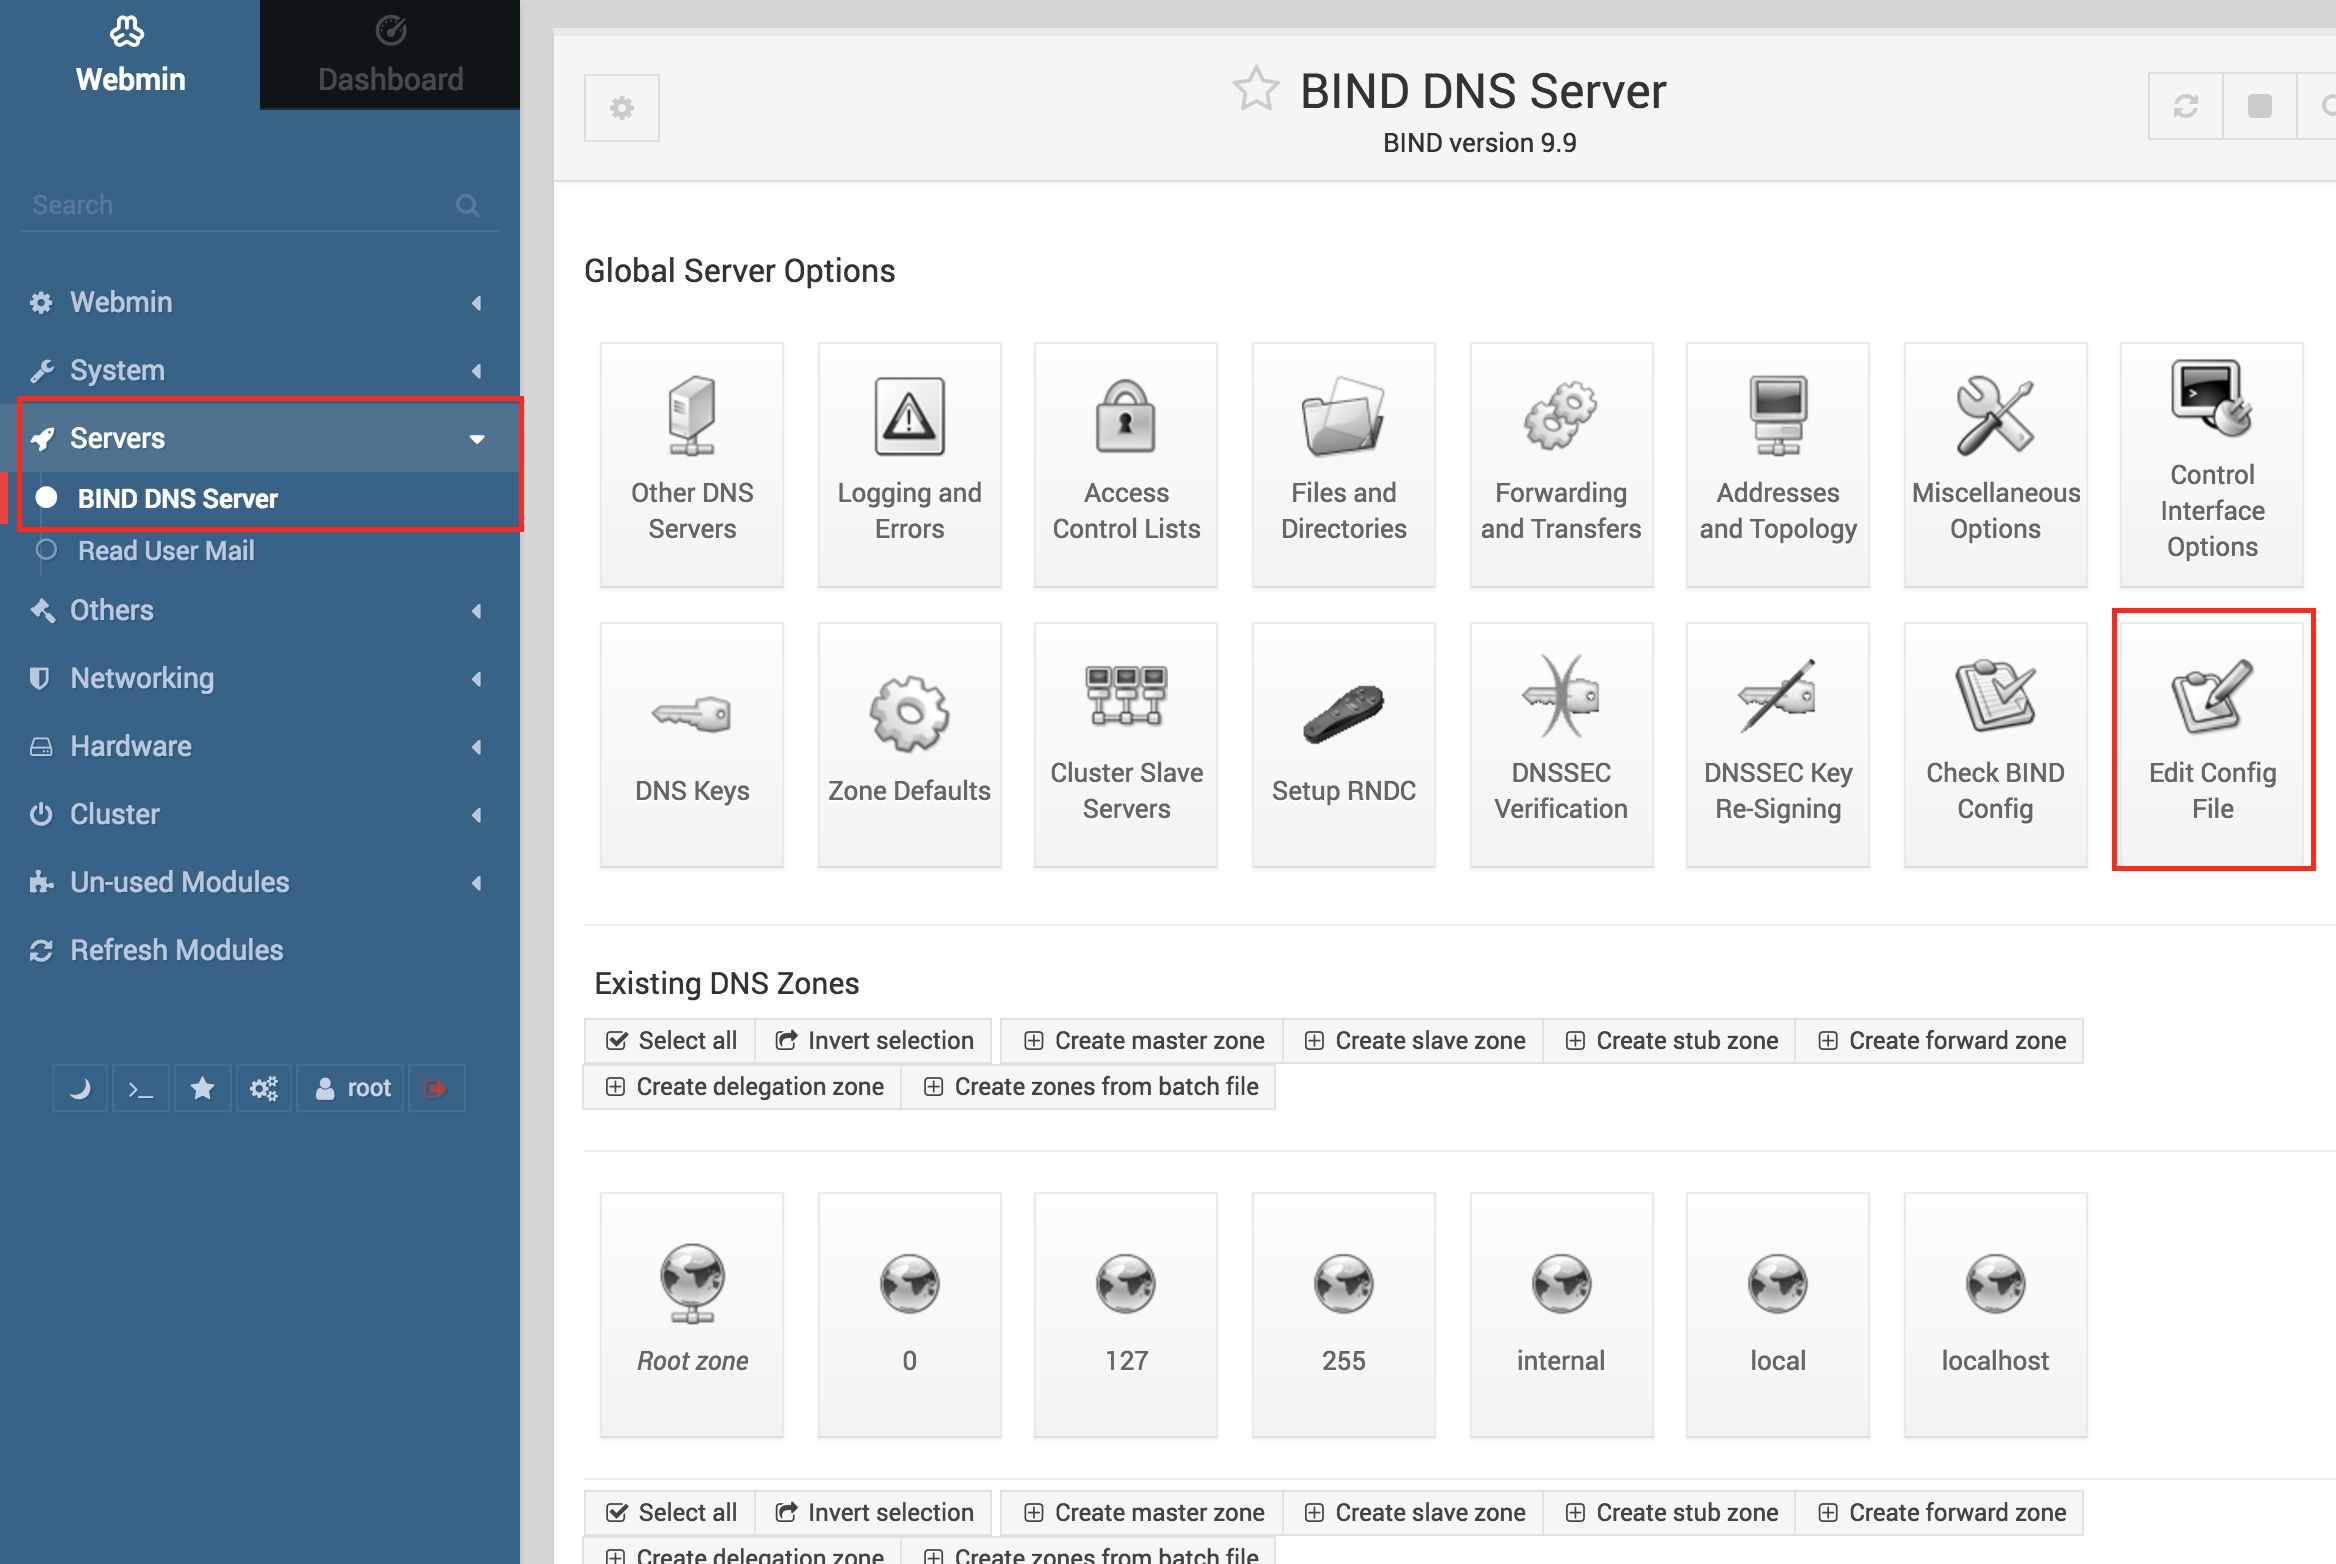 Webmin
Dashboard
Search
Webmin
System
Servers
BIND DNS Server
Read User Mail
Others
Networking
Hardware
Cluster
Un-used Modules
Refresh Modules
>_
root
BIND DNS Server
BIND version 9.9
Global Server Options
Other DNS
Servers
Logging and
Errors
Access
Control Lists
Files and
Directories
Forwarding
and Transfers
Addresses
and Topology
Miscellaneous
Options
Control
Interface
Options
DNS Keys
Zone Defaults
Cluster Slave
Servers
Setup RNDC
DNSSEC
Verification
DNSSEC Key
Re-Signing
Check BIND
Config
Edit Config
File
Existing DNS Zones
Select all Invert selection Create master zone Create slave zone Create stub zone Create forward zone
Create delegation zone Create zones from batch file
Root zone
0
127
255
internal
local
localhost
Select all Invert selection Create master zone Create slave zone Create stub zone Create forward zone
Create delegation zone Create zones from batch file